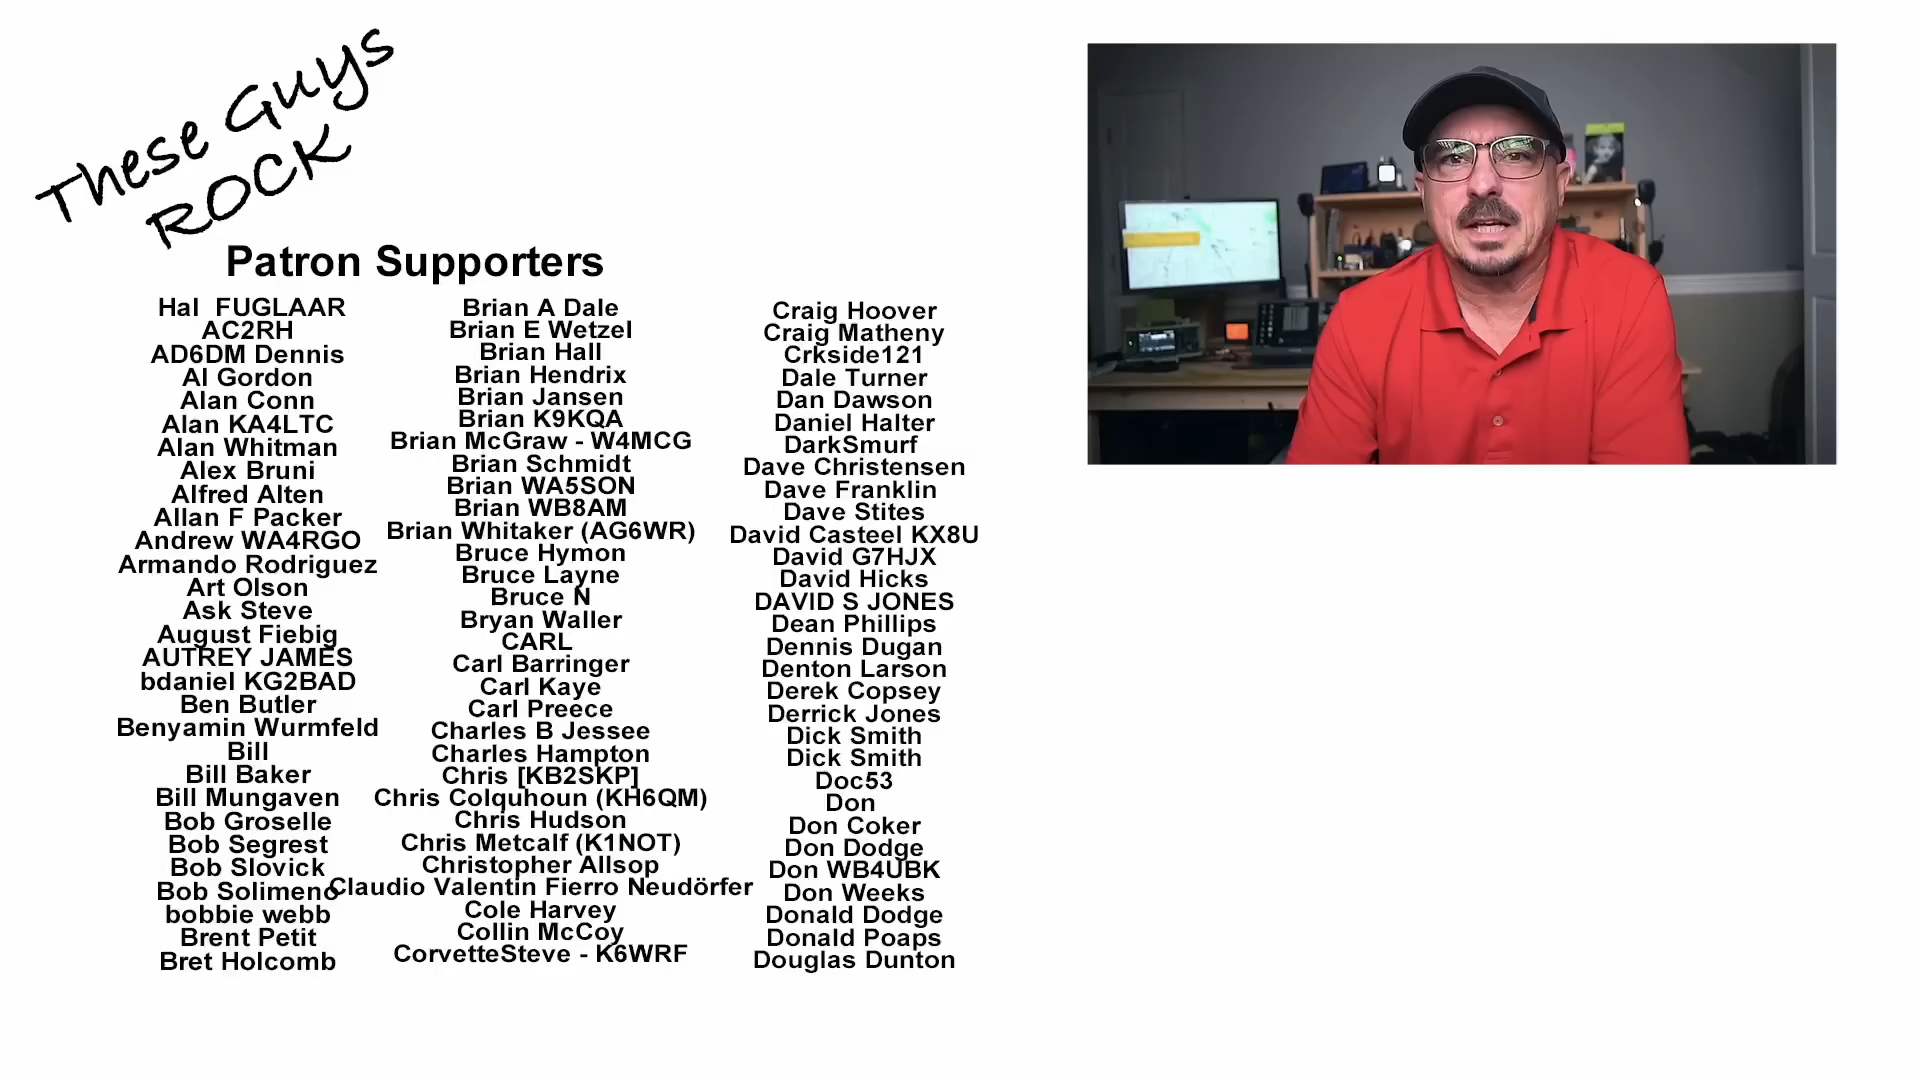 These Guys
ROCK
Patron Supporters
Hal  FUGLAAR
AC2RH
AD6DM Dennis
Al Gordon
Alan Conn
Alan KA4LTC
Alan Whitman
Alex Bruni
Alfred Alten
Allan F Packer
Andrew WA4RGO
Armando Rodriguez
Art Olson
Ask Steve
August Fiebig
AUTREY JAMES
bdaniel KG2BAD
Ben Butler
Benyamin Wurmfeld
Bill
Bill Baker
Bill Mungaven
Bob Groselle
Bob Segrest
Bob Slovick
Bob Solimeno
bobbie webb
Brent Petit
Bret Holcomb
Brian A Dale
Brian E Wetzel
Brian Hall
Brian Hendrix
Brian Jansen
Brian K9KQA
Brian McGraw - W4MCG
Brian Schmidt
Brian WA5SON
Brian WB8AM
Brian Whitaker (AG6WR)
Bruce Hymon
Bruce Layne
Bruce N
Bryan Waller
CARL
Carl Barringer
Carl Kaye
Carl Preece
Charles B Jessee
Charles Hampton
Chris [KB2SKP]
Chris Colquhoun (KH6QM)
Chris Hudson
Chris Metcalf (K1NOT)
Christopher Allsop
Claudio Valentin Fierro Neudörfer
Cole Harvey
Collin McCoy
CorvetteSteve - K6WRF
Craig Hoover
Craig Matheny
Crkside121
Dale Turner
Dan Dawson
Daniel Halter
DarkSmurf
Dave Christensen
Dave Franklin
Dave Stites
David Casteel KX8U
David G7HJX
David Hicks
DAVID S JONES
Dean Phillips
Dennis Dugan
Denton Larson
Derek Copsey
Derrick Jones
Dick Smith
Dick Smith
Doc53
Don
Don Coker
Don Dodge
Don WB4UBK
Don Weeks
Donald Dodge
Donald Poaps
Douglas Dunton